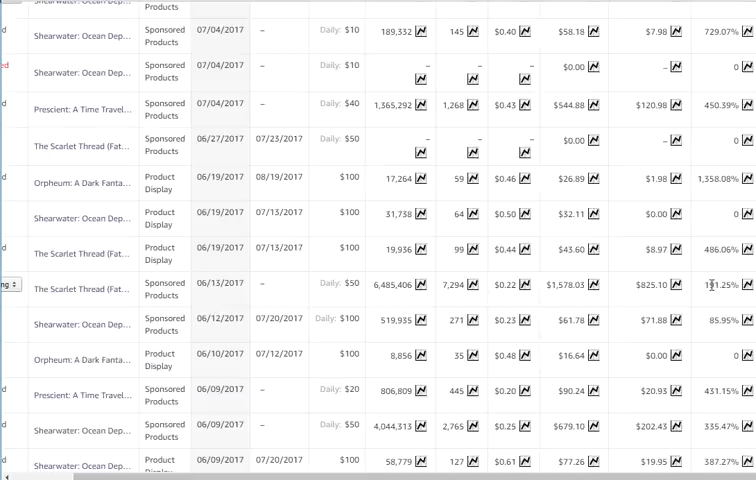 Products
d Shearwater: Ocean Dep... Sponsored Products 07/04/2017 – Daily: $10 189,332 145 $0.40 $58.18 $7.98 729.07%
ed Shearwater: Ocean Dep... Sponsored Products 07/04/2017 – Daily: $10 – – – $0.00 – 0
d Prescient: A Time Travel... Sponsored Products 07/04/2017 – Daily: $40 1,365,292 1,268 $0.43 $544.88 $120.98 450.39%
The Scarlet Thread (Fat... Sponsored Products 06/27/2017 07/23/2017 Daily: $50 – – – $0.00 – 0
d Orpheum: A Dark Fanta... Product Display 06/19/2017 08/19/2017 $100 17,264 59 $0.46 $26.89 $1.98 1,358.08%
Shearwater: Ocean Dep... Product Display 06/19/2017 07/13/2017 $100 31,738 64 $0.50 $32.11 $0.00 0
d The Scarlet Thread (Fat... Product Display 06/19/2017 07/13/2017 $100 19,936 99 $0.44 $43.60 $8.97 486.06%
ng The Scarlet Thread (Fat... Sponsored Products 06/13/2017 – Daily: $50 6,485,406 7,294 $0.22 $1,578.03 $825.10
Shearwater: Ocean Dep... Sponsored Products 06/12/2017 07/20/2017 Daily: $100 519,935 271 $0.23 $61.78 $71.88 85.95%
Orpheum: A Dark Fanta... Product Display 06/10/2017 07/12/2017 $100 8,856 35 $0.48 $16.64 $0.00 0
d Prescient: A Time Travel... Sponsored Products 06/09/2017 – Daily: $20 806,809 445 $0.20 $90.24 $20.93 431.15%
d Shearwater: Ocean Dep... Sponsored Products 06/09/2017 – Daily: $50 4,044,313 2,765 $0.25 $679.10 $202.43 335.47%
d Shearwater: Ocean Dep... Product Display 06/09/2017 07/20/2017 $100 58,779 127 $0.61 $77.26 $19.95 387.27%